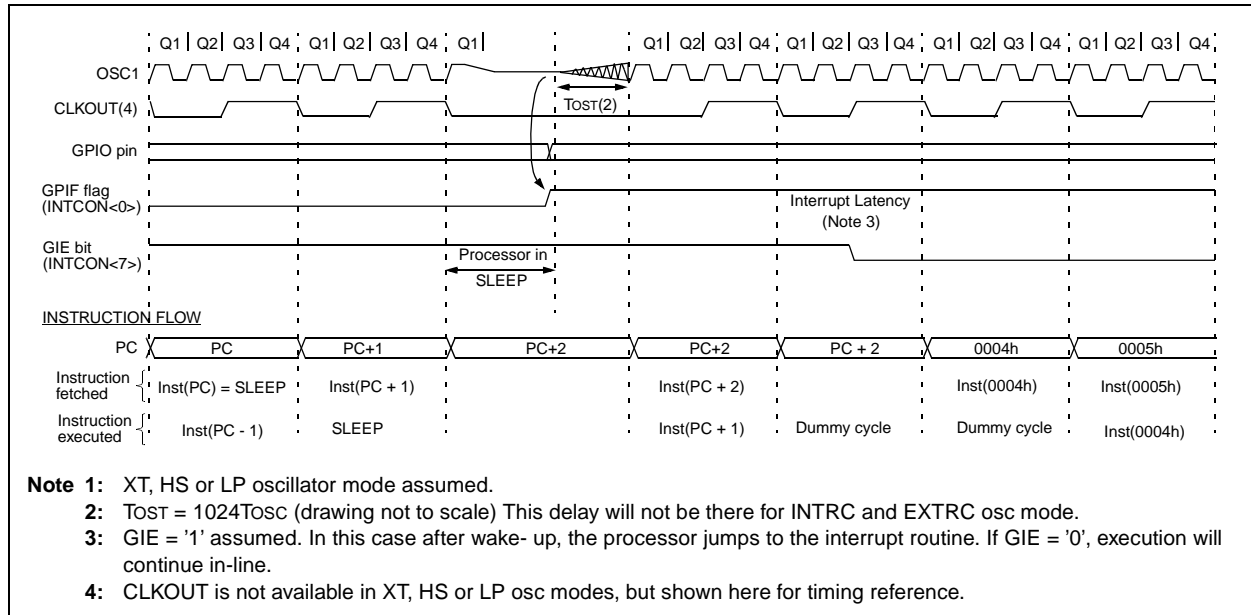 Q1 Q2 Q3 Q4 Q1 Q2 Q3 Q4 Q1 Q1 Q2 Q3 Q4 Q1 Q2 Q3 Q4 Q1 Q2 Q3 Q4 Q1 Q2 Q3 Q4
OSC1
TOST(2)
CLKOUT(4)
GPIO pin
GPIF flag
(INTCON<0>)
Interrupt Latency
(Note 3)
GIE bit
(INTCON<7>)
Processor in
SLEEP
INSTRUCTION FLOW
PC PC PC+1 PC+2 PC+2 PC + 2 0004h 0005h
Instruction
fetched
Inst(PC) = SLEEP Inst(PC + 1) Inst(PC + 2) Inst(0004h) Inst(0005h)
Instruction
executed
Inst(PC - 1) SLEEP Inst(PC + 1) Dummy cycle Dummy cycle Inst(0004h)
Note 1: XT, HS or LP oscillator mode assumed.
2: TOST = 1024TOSC (drawing not to scale) This delay will not be there for INTRC and EXTRC osc mode.
3: GIE = '1' assumed. In this case after wake- up, the processor jumps to the interrupt routine. If GIE = '0', execution will
continue in-line.
4: CLKOUT is not available in XT, HS or LP osc modes, but shown here for timing reference.